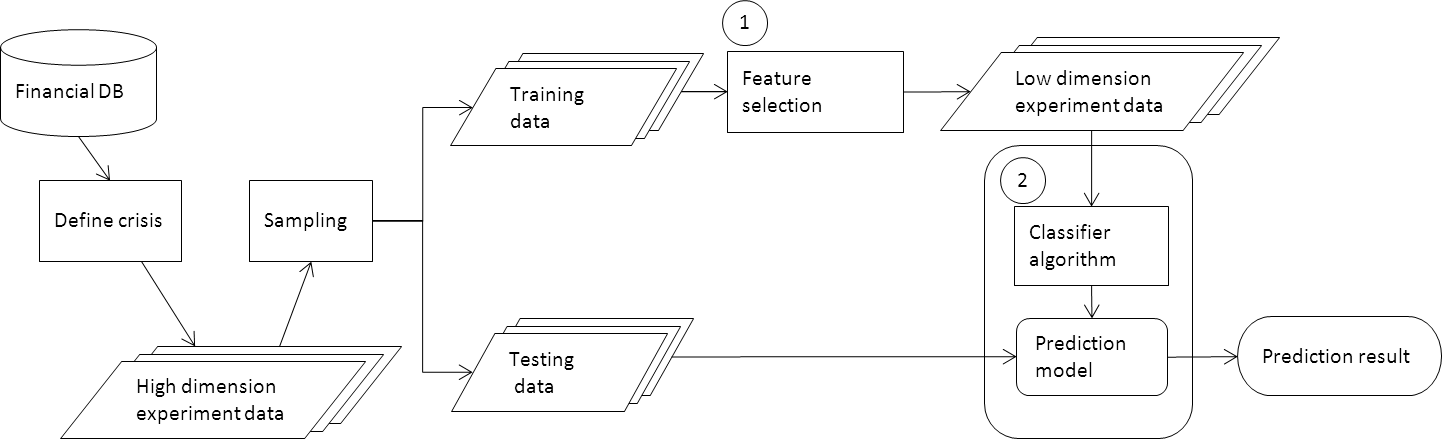 Financial DB
Define crisis
High dimension
experiment data
Sampling
Training
data
Testing
data
1
Feature
selection
Low dimension
experiment data
2
Classifier
algorithm
Prediction
model
Prediction result